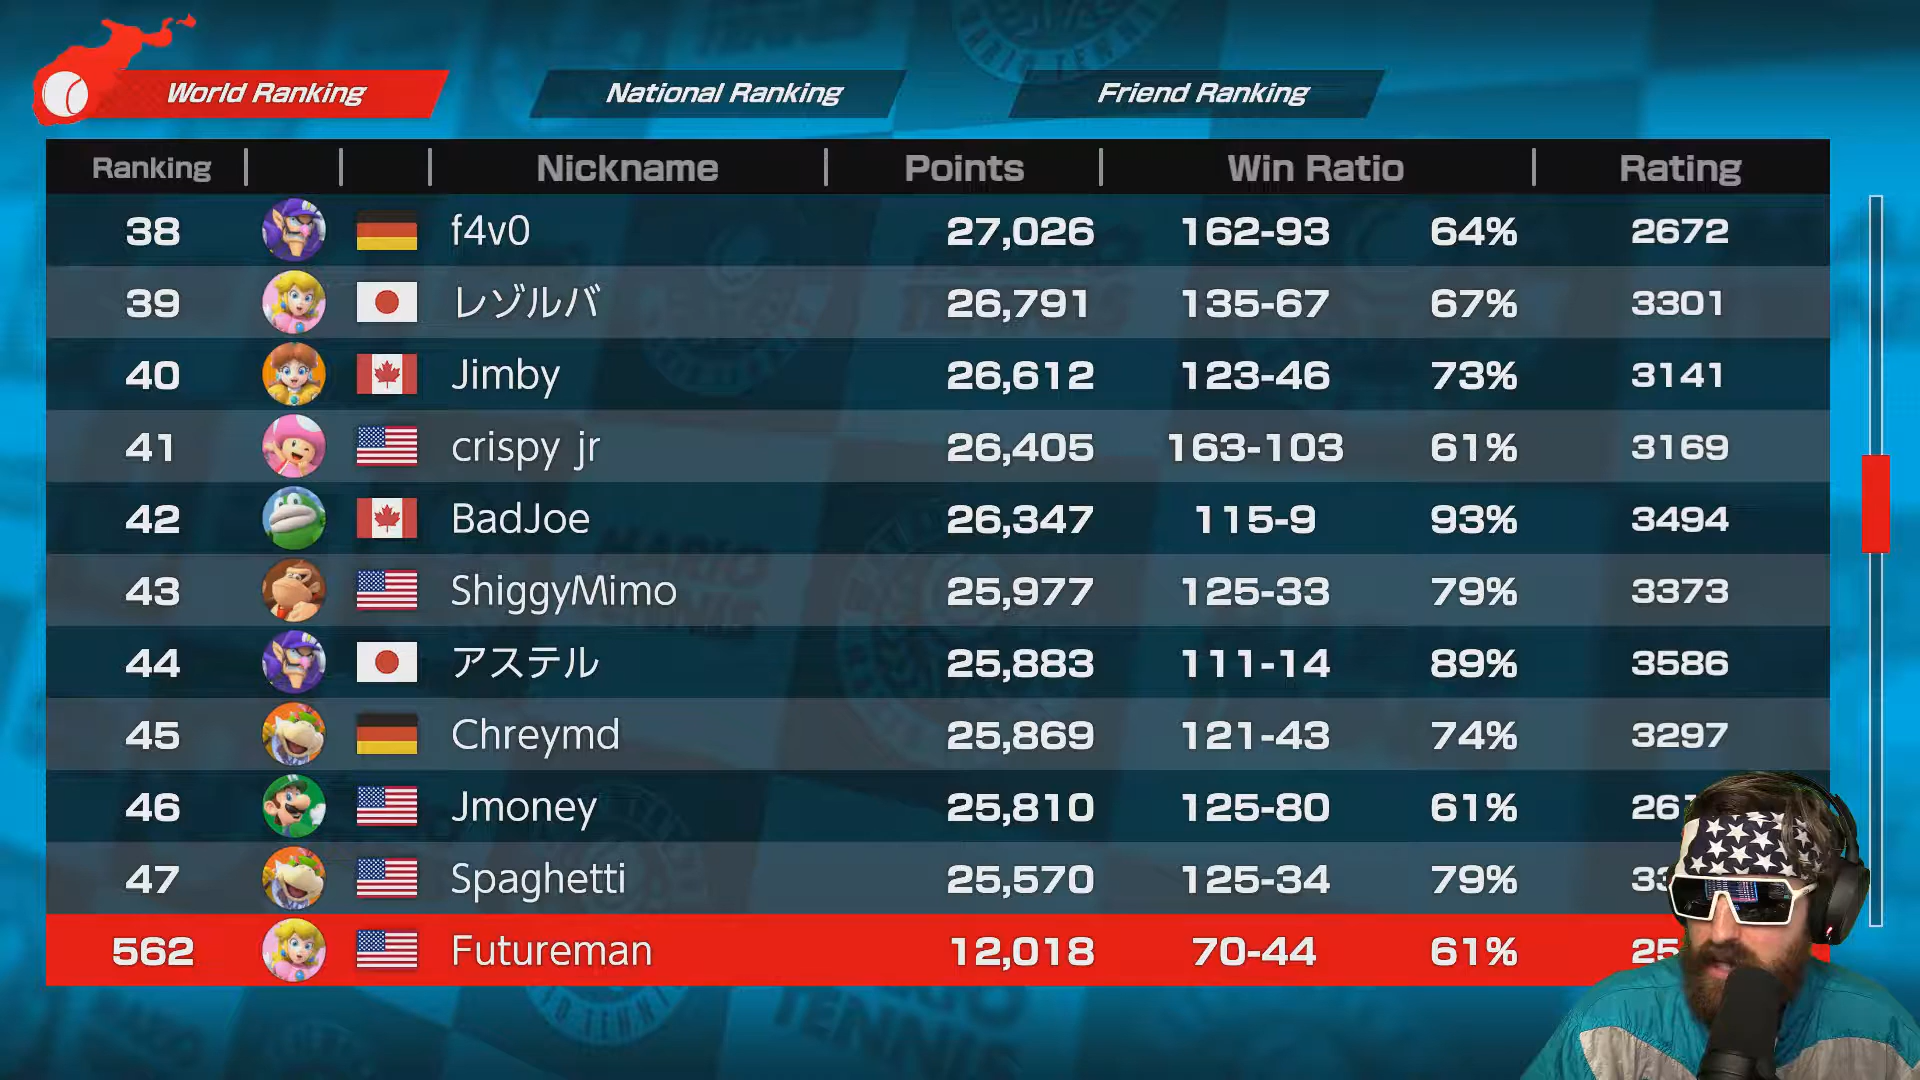 World Ranking National Ranking Friend Ranking
Ranking Nickname Points Win Ratio Rating
38 f4v0 27,026 162-93 64% 2672
39 レゾルバ 26,791 135-67 67% 3301
40 Jimby 26,612 123-46 73% 3141
41 crispy jr 26,405 163-103 61% 3169
42 BadJoe 26,347 115-9 93% 3494
43 ShiggyMimo 25,977 125-33 79% 3373
44 アステル 25,883 111-14 89% 3586
45 Chreymd 25,869 121-43 74% 3297
46 Jmoney 25,810 125-80 61%
47 Spaghetti 25,570 125-34 79%
562 Futureman 12,018 70-44 61%